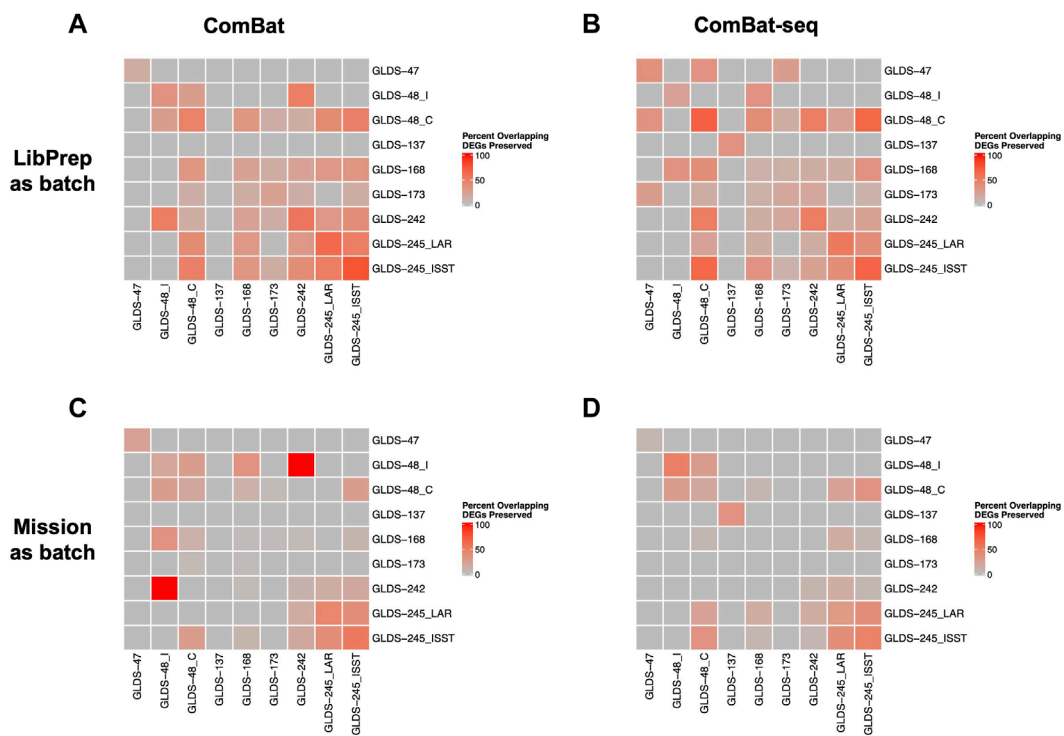 A
ComBat
B
ComBat-seq
LibPrep
as batch
GLDS-47
GLDS-48_I
GLDS-48_C
GLDS-137
GLDS-168
GLDS-173
GLDS-242
GLDS-245_LAR
GLDS-245_ISST
Percent Overlapping
DEGs Preserved
100
50
0
GLDS-47
GLDS-48_I
GLDS-48_C
GLDS-137
GLDS-168
GLDS-173
GLDS-242
GLDS-245_LAR
GLDS-245_ISST
GLDS-47
GLDS-48_I
GLDS-48_C
GLDS-137
GLDS-168
GLDS-173
GLDS-242
GLDS-245_LAR
GLDS-245_ISST
Percent Overlapping
DEGs Preserved
100
50
0
GLDS-47
GLDS-48_I
GLDS-48_C
GLDS-137
GLDS-168
GLDS-173
GLDS-242
GLDS-245_LAR
GLDS-245_ISST
C
D
Mission
as batch
GLDS-47
GLDS-48_I
GLDS-48_C
GLDS-137
GLDS-168
GLDS-173
GLDS-242
GLDS-245_LAR
GLDS-245_ISST
Percent Overlapping
DEGs Preserved
100
50
0
GLDS-47
GLDS-48_I
GLDS-48_C
GLDS-137
GLDS-168
GLDS-173
GLDS-242
GLDS-245_LAR
GLDS-245_ISST
GLDS-47
GLDS-48_I
GLDS-48_C
GLDS-137
GLDS-168
GLDS-173
GLDS-242
GLDS-245_LAR
GLDS-245_ISST
Percent Overlapping
DEGs Preserved
100
50
0
GLDS-47
GLDS-48_I
GLDS-48_C
GLDS-137
GLDS-168
GLDS-173
GLDS-242
GLDS-245_LAR
GLDS-245_ISST